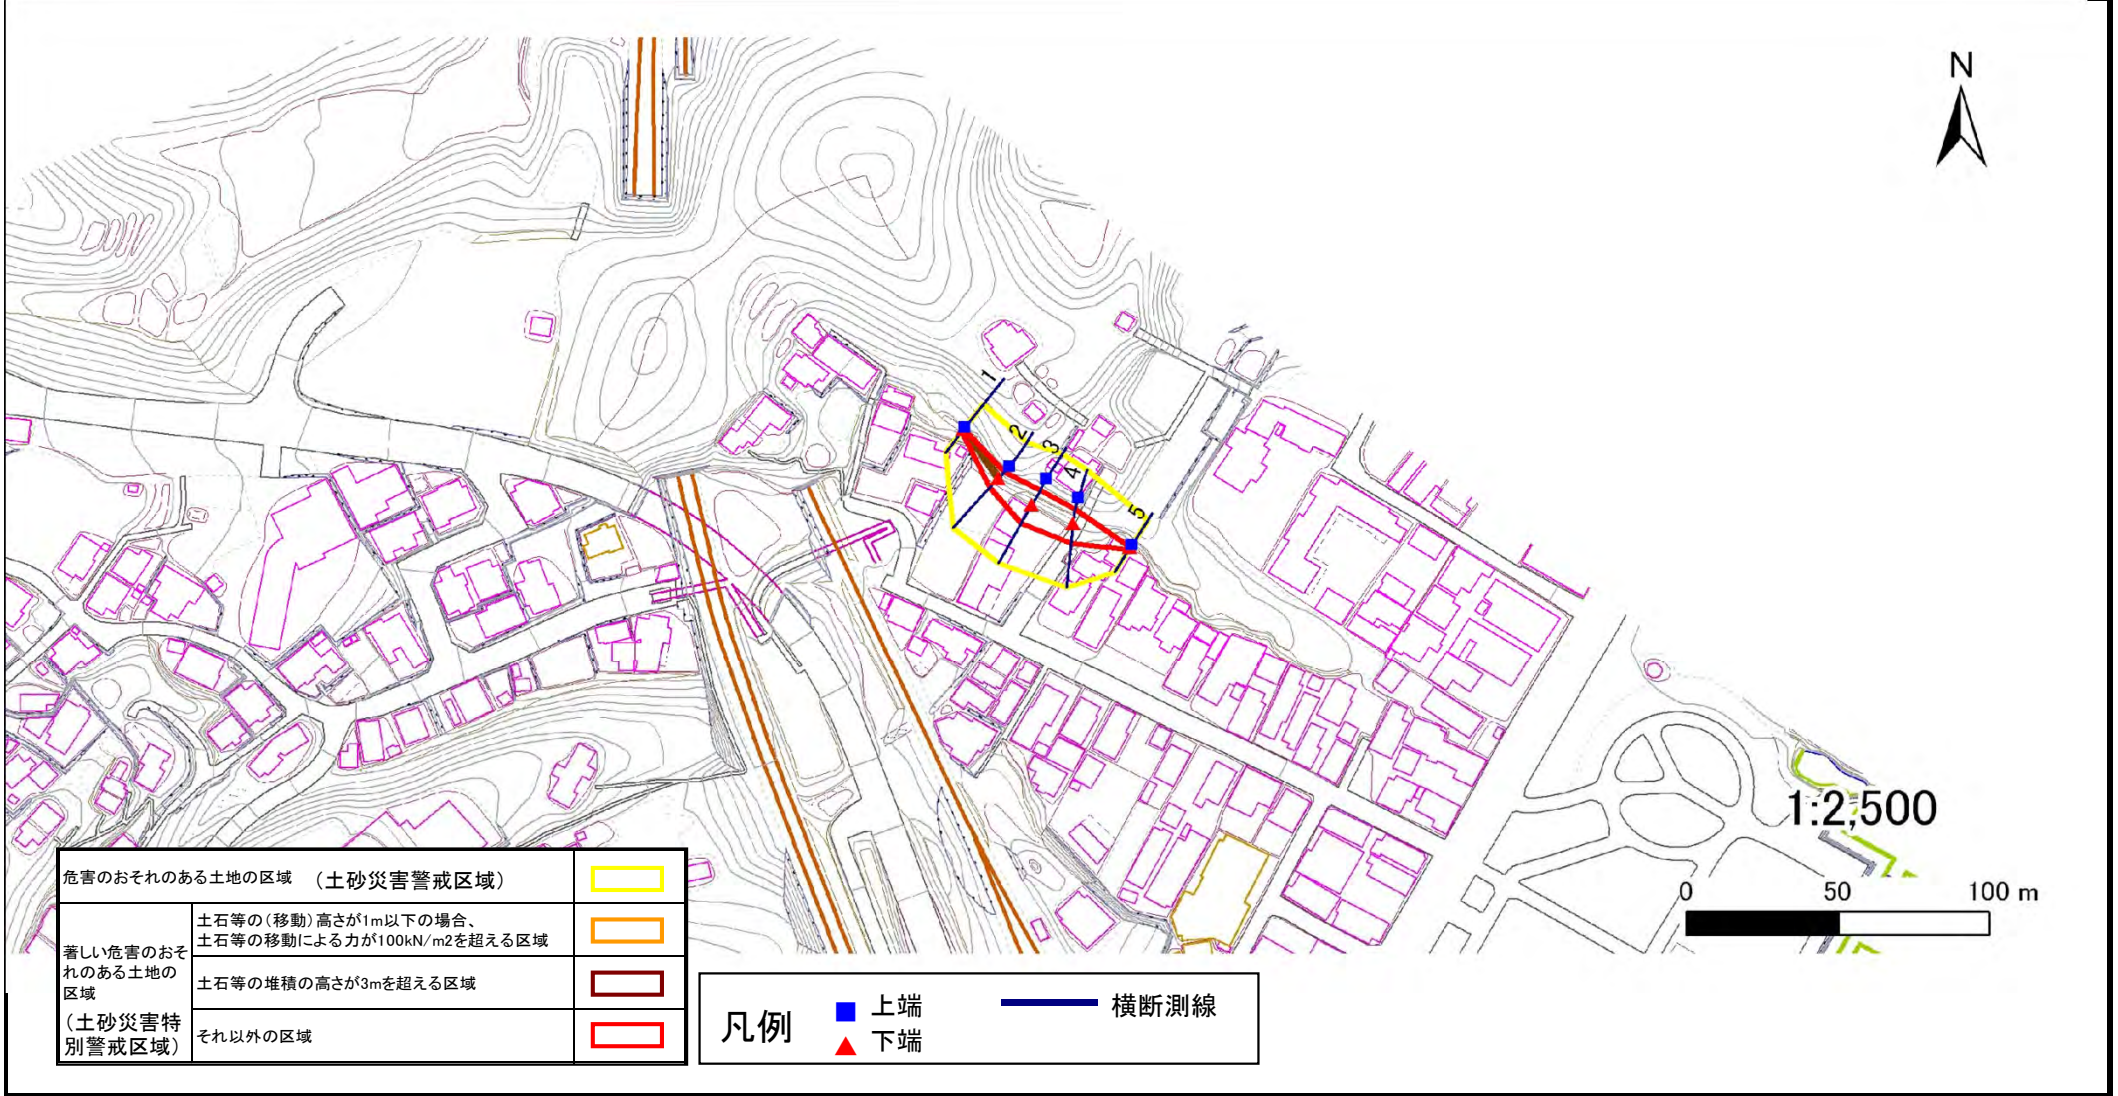 N
1
2
3
4
5
1:2,500
0 50 100 m
危害のおそれのある土地の区域 （土砂災害警戒区域）
著しい危害のおそ
れのある土地の
区域
（土砂災害特
別警戒区域）
土石等の（移動）高さが1m以下の場合、
土石等の移動による力が100kN/m2を超える区域
土石等の堆積の高さが3mを超える区域
それ以外の区域
凡例
上端
下端
横断測線